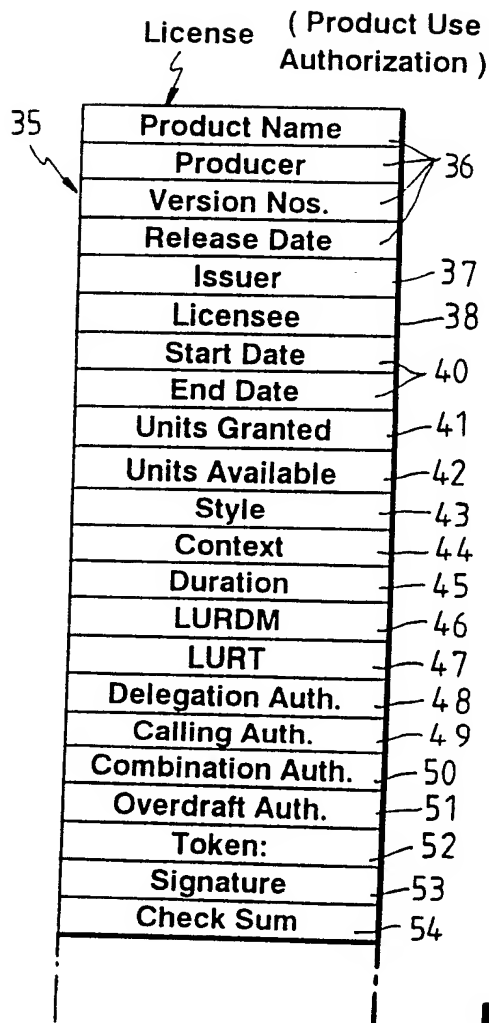 License ( Product Use
Authorization )
35
Product Name
Producer 36
Version Nos.
Release Date
Issuer 37
Licensee 38
Start Date
40
End Date
Units Granted 41
Units Available 42
Style 43
Context 44
Duration 45
LURDM 46
LURT 47
Delegation Auth. 48
Calling Auth. 49
Combination Auth. 50
Overdraft Auth. 51
Token: 52
Signature 53
Check Sum 54